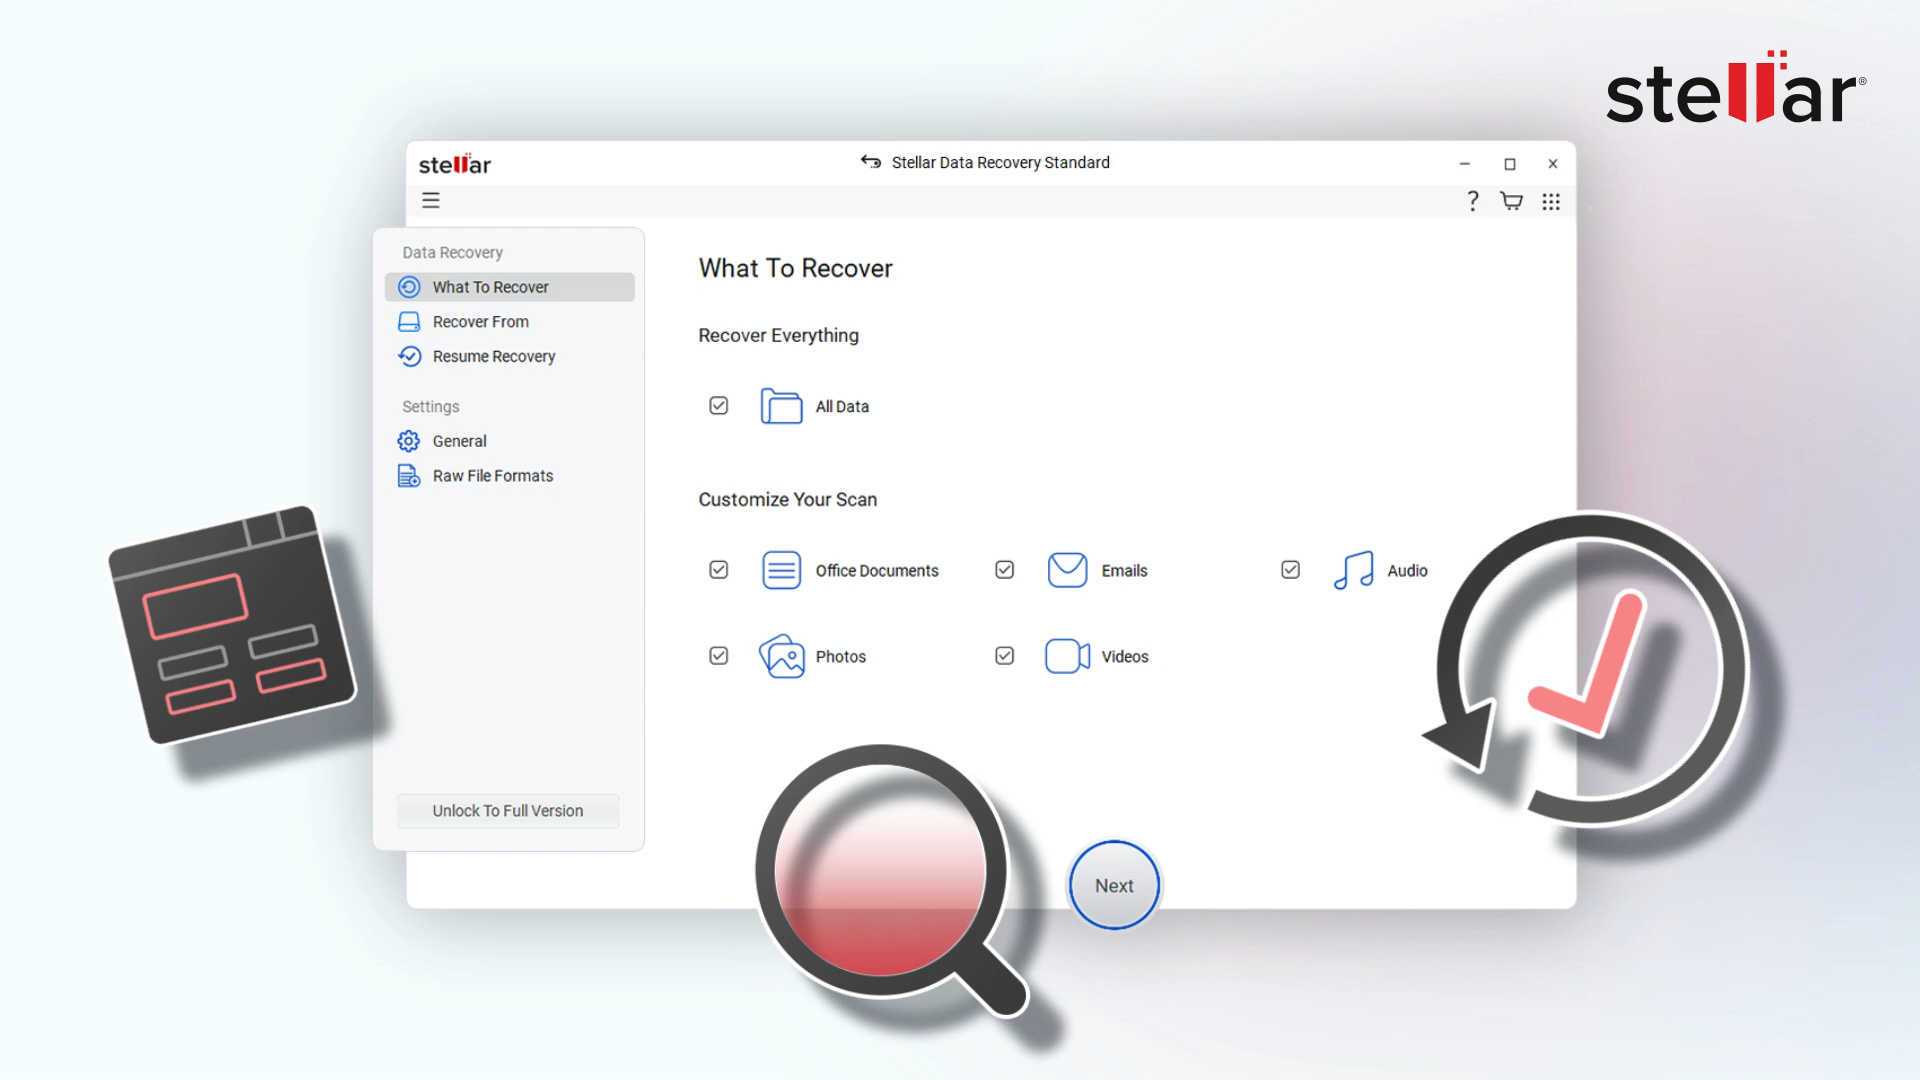 stellar®
stellar
Stellar Data Recovery Standard
?
Data Recovery
What To Recover
Recover From
Resume Recovery
Settings
General
Raw File Formats
Unlock To Full Version
What To Recover
Recover Everything
All Data
Customize Your Scan
Office Documents
Emails
Audio
Photos
Videos
Next